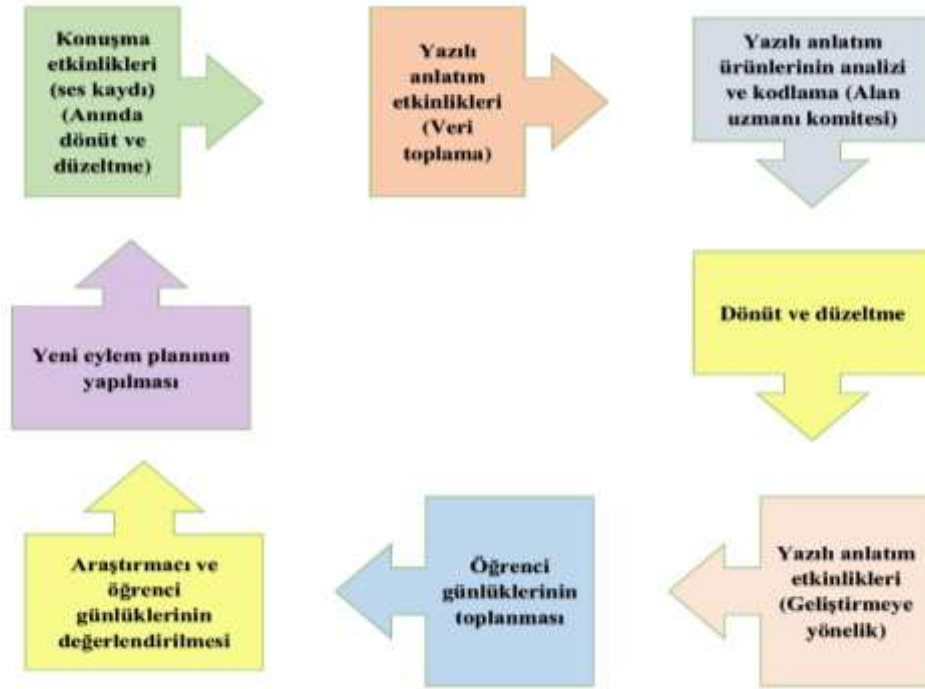 Konuşma
etkinlikleri
(ses kaydı)
(Anında
dönüt ve
düzeltme)
Yazılı
anlatım
etkinlikleri
(Veri
toplama)
Yazılı anlatım
ürünlerinin analizi
ve kodlama (Alan
uzmanı komitesi)
Dönüt ve düzeltme
Yazılı anlatım
etkinlikleri
(Geliştirmeye
yönelik)
Öğrenci
günlüklerinin
toplanması
Araştırmacı ve
öğrenci
günlüklerinin
değerlendirilmesi
Yeni eylem planının
yapılması